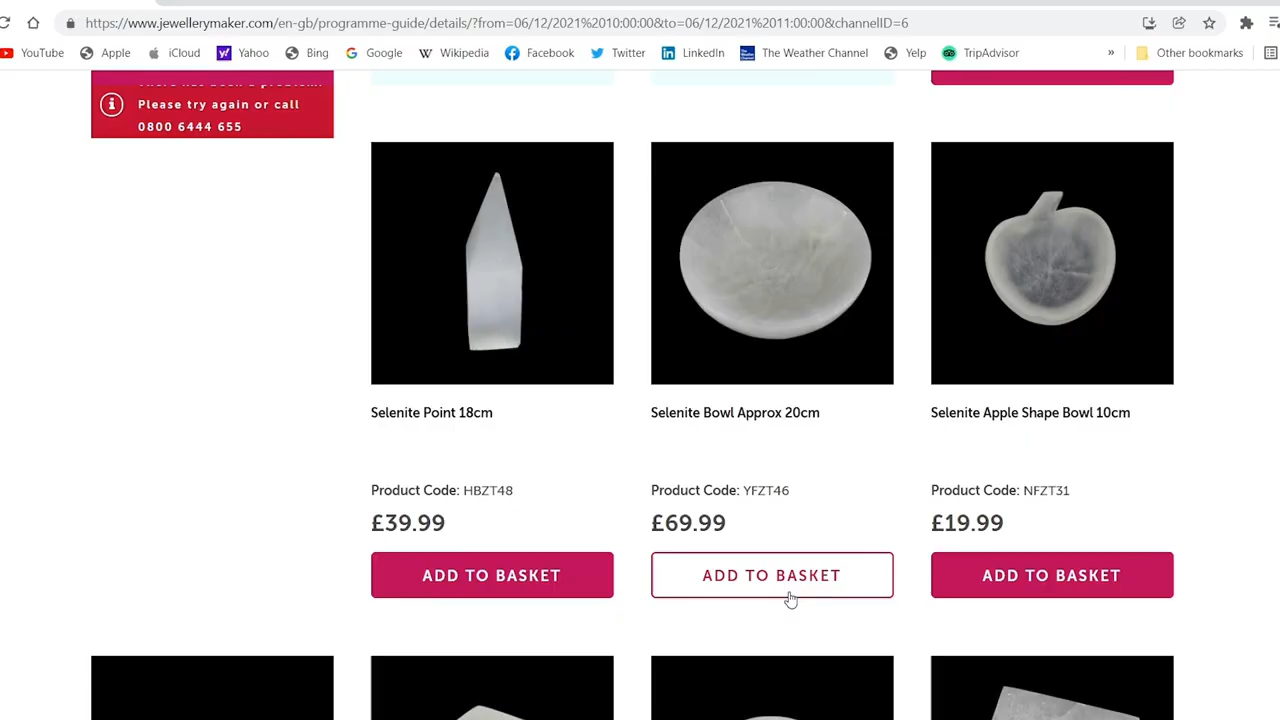 https://www.jewellerymaker.com/en-gb/programme-guide/details/?from=06/12/2021%2010:00:00&to=06/12/2021%2011:00:00&channelID=6
YouTube Apple iCloud Yahoo Bing Google Wikipedia Facebook Twitter LinkedIn The Weather Channel Yelp TripAdvisor » Other bookmarks
There has been a problem.
Please try again or call
0800 6444 655
Selenite Point 18cm
Selenite Bowl Approx 20cm
Selenite Apple Shape Bowl 10cm
Product Code: HBZT48
Product Code: YFZT46
Product Code: NFZT31
£39.99
£69.99
£19.99
ADD TO BASKET
ADD TO BASKET
ADD TO BASKET